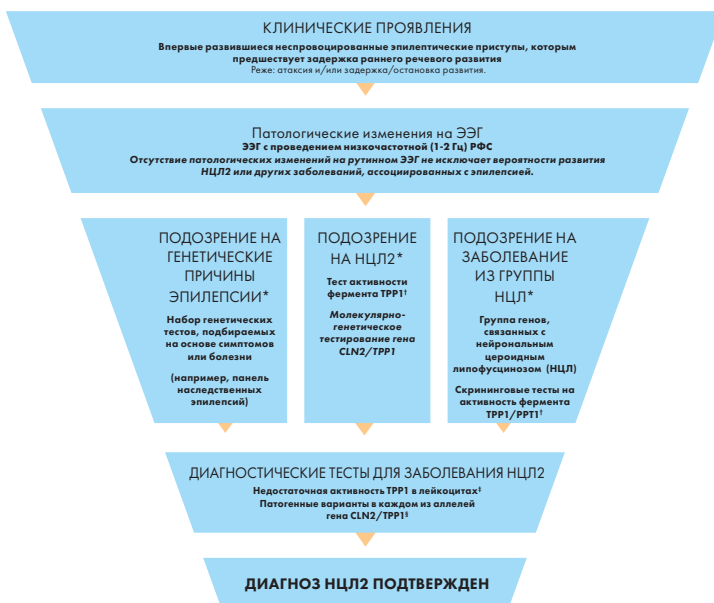 КЛИНИЧЕСКИЕ ПРОЯВЛЕНИЯ
Впервые развившиеся неспровоцированные эпилептические приступы, которым
предшествует задержка раннего речевого развития
Реже: атаксия и/или задержка/остановка развития.
Патологические изменения на ЭЭГ
ЭЭГ с проведением низкочастотной (1-2 Гц) РФС
Отсутствие патологических изменений на рутинном ЭЭГ не исключает вероятности развития
НЦЛ2 или других заболеваний, ассоциированных с эпилепсией.
ПОДОЗРЕНИЕ НА
ГЕНЕТИЧЕСКИЕ
ПРИЧИНЫ
ЭПИЛЕПСИИ*
Набор генетических
тестов, подбираемых
на основе симптомов
или болезни
(например, панель
наследственных
эпилепсий)
ПОДОЗРЕНИЕ
НА НЦЛ2*
Тест активности
фермента TPP1†
Молекулярно-
генетическое
тестирование гена
CLN2/TPP1
ПОДОЗРЕНИЕ НА
ЗАБОЛЕВАНИЕ
ИЗ ГРУППЫ
НЦЛ*
Группа генов,
связанных с
нейрональным
цероидным
липофусцинозом (НЦЛ)
Скрининговые тесты на
активность фермента
TPP1/PPT1†
ДИАГНОСТИЧЕСКИЕ ТЕСТЫ ДЛЯ ЗАБОЛЕВАНИЯ НЦЛ2
Недостаточная активность TPP1 в лейкоцитах‡
Патогенные варианты в каждом из аллелей
гена CLN2/TPP1§
ДИАГНОЗ НЦЛ2 ПОДТВЕРЖДЕН